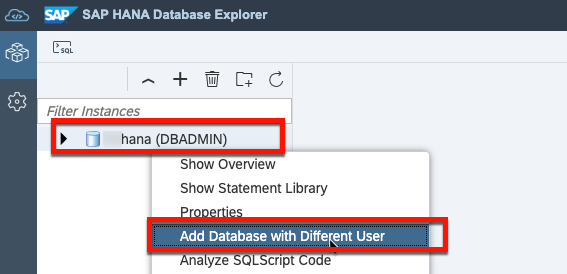 SAP SAP HANA Database Explorer
SQL
Filter Instances
hana (DBADMIN)
Show Overview
Show Statement Library
Properties
Add Database with Different User
Analyze SQLScript Code